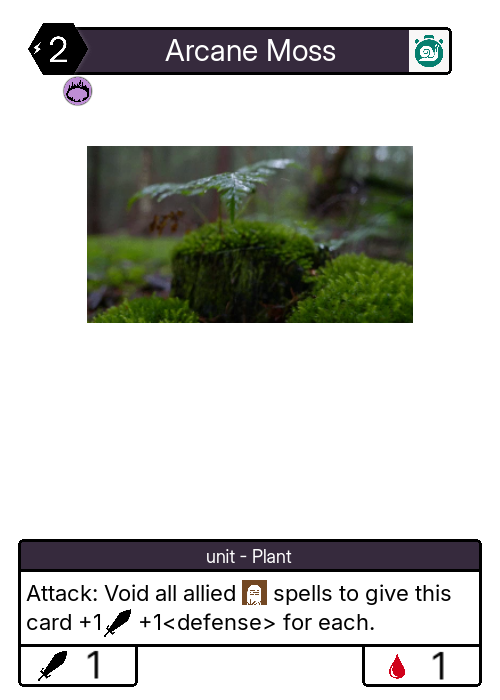 2
Arcane Moss
unit - Plant
Attack: Void all allied spells to give this
card +1 +1<defense> for each.
1
1